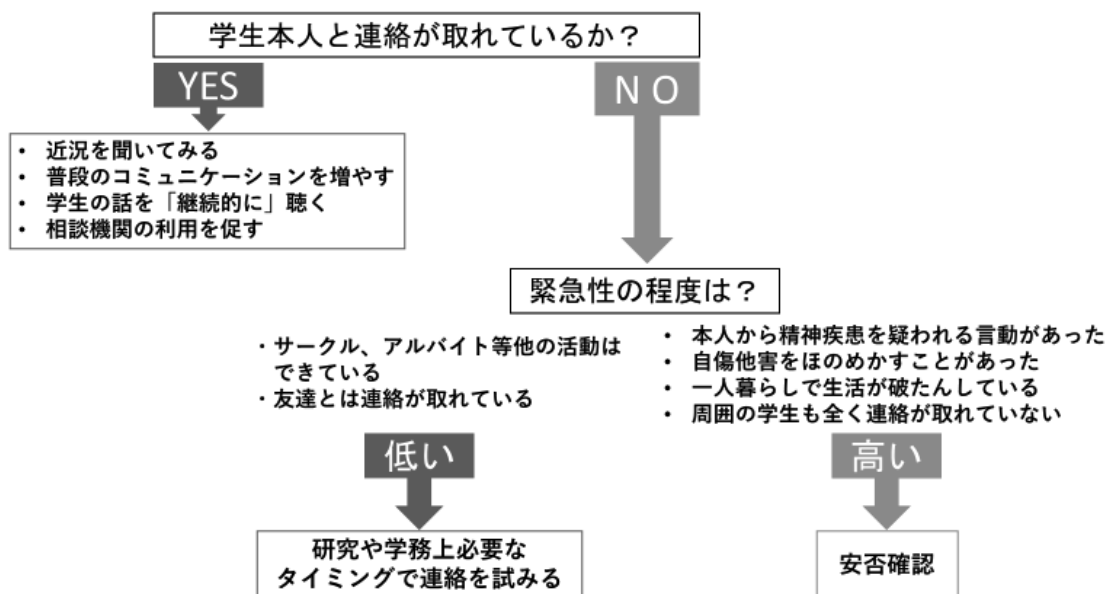 学生本人と連絡が取れているか？
YES
NO
・ 近況を聞いてみる
・ 普段のコミュニケーションを増やす
・ 学生の話を「継続的に」聴く
・ 相談機関の利用を促す
緊急性の程度は？
・サークル、アルバイト等他の活動は
できている
・友達とは連絡が取れている
・ 本人から精神疾患を疑われる言動があった
・ 自傷他害をほのめかすことがあった
・ 一人暮らしで生活が破たんしている
・ 周囲の学生も全く連絡が取れていない
低い
高い
研究や学務上必要な
タイミングで連絡を試みる
安否確認